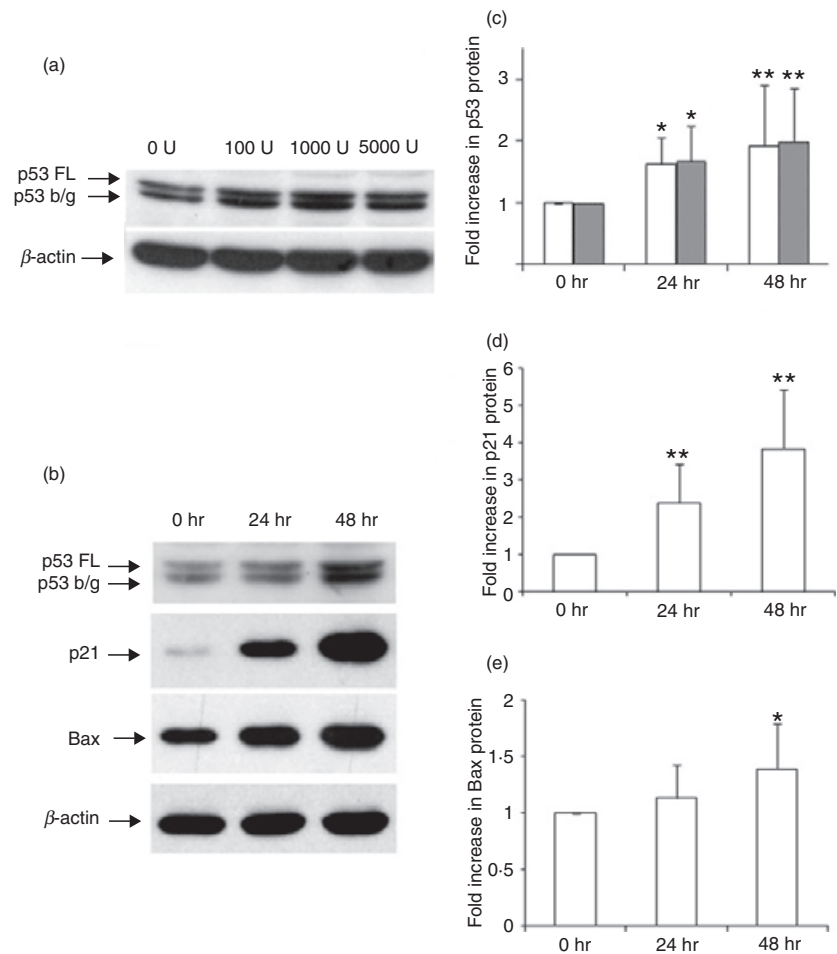 (a)
0 U 100 U 1000 U 5000 U
p53 FL
p53 b/g
β-actin
(b)
0 hr 24 hr 48 hr
p53 FL
p53 b/g
p21
Bax
β-actin
(c)
Fold increase in p53 protein
3
2
1
* * ** **
0 hr 24 hr 48 hr
(d)
Fold increase in p21 protein
6
5
4
3
2
1
0
** **
0 hr 24 hr 48 hr
(e)
Fold increase in Bax protein
2
1·5
1
0·5
0
*
0 hr 24 hr 48 hr